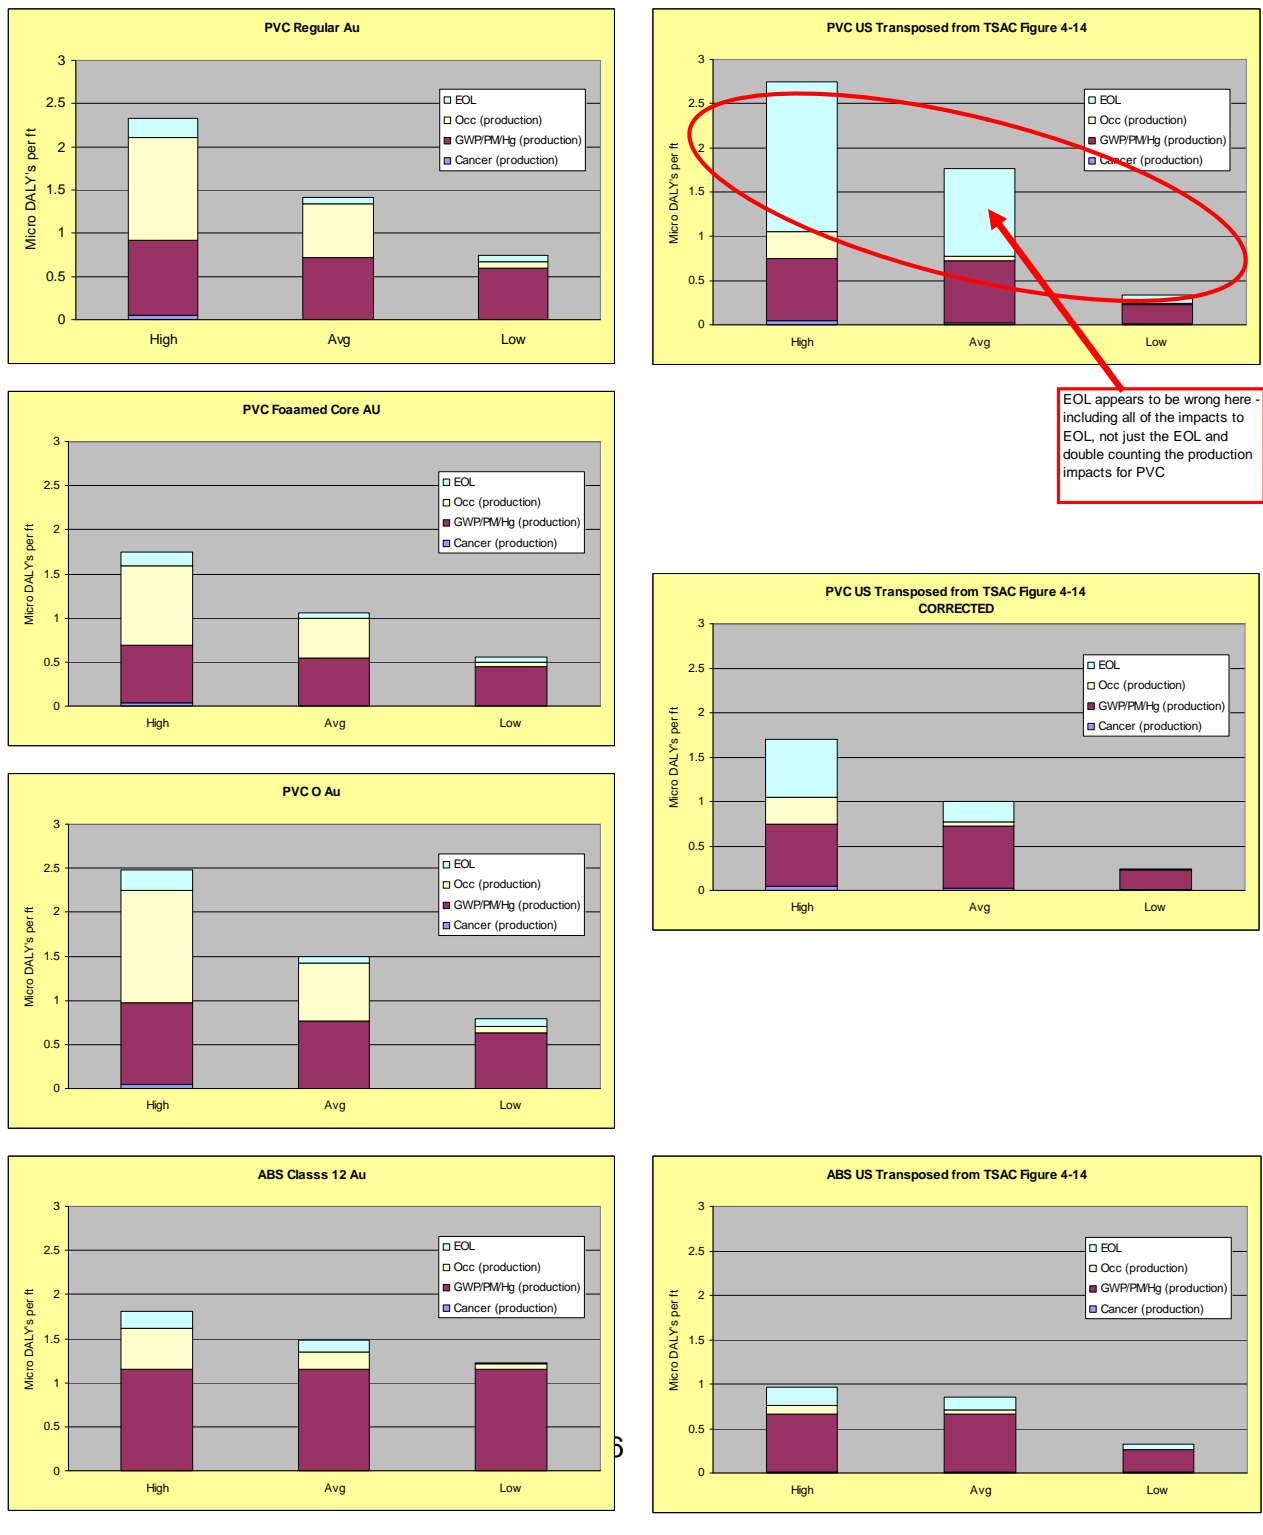 PVC Regular Au
Micro DALY's per ft
3
2.5
2
1.5
1
0.5
0
High
Avg
Low
EOL
Occ (production)
GWP/PM/Hg (production)
Cancer (production)
PVC US Transposed from TSAC Figure 4-14
Micro DALY's per ft
3
2.5
2
1.5
1
0.5
0
High
Avg
Low
EOL
Occ (production)
GWP/PM/Hg (production)
Cancer (production)
EOL appears to be wrong here -
including all of the impacts to
EOL, not just the EOL and
double counting the production
impacts for PVC
PVC Foaamed Core AU
Micro DALY's per ft
3
2.5
2
1.5
1
0.5
0
High
Avg
Low
EOL
Occ (production)
GWP/PM/Hg (production)
Cancer (production)
PVC US Transposed from TSAC Figure 4-14
CORRECTED
Micro DALY's per ft
3
2.5
2
1.5
1
0.5
0
High
Avg
Low
EOL
Occ (production)
GWP/PM/Hg (production)
Cancer (production)
PVC O Au
Micro DALY's per ft
3
2.5
2
1.5
1
0.5
0
High
Avg
Low
EOL
Occ (production)
GWP/PM/Hg (production)
Cancer (production)
ABS Classs 12 Au
Micro DALY's per ft
3
2.5
2
1.5
1
0.5
0
High
Avg
Low
EOL
Occ (production)
GWP/PM/Hg (production)
Cancer (production)
6
ABS US Transposed from TSAC Figure 4-14
Micro DALY's per ft
3
2.5
2
1.5
1
0.5
0
High
Avg
Low
EOL
Occ (production)
GWP/PM/Hg (production)
Cancer (production)